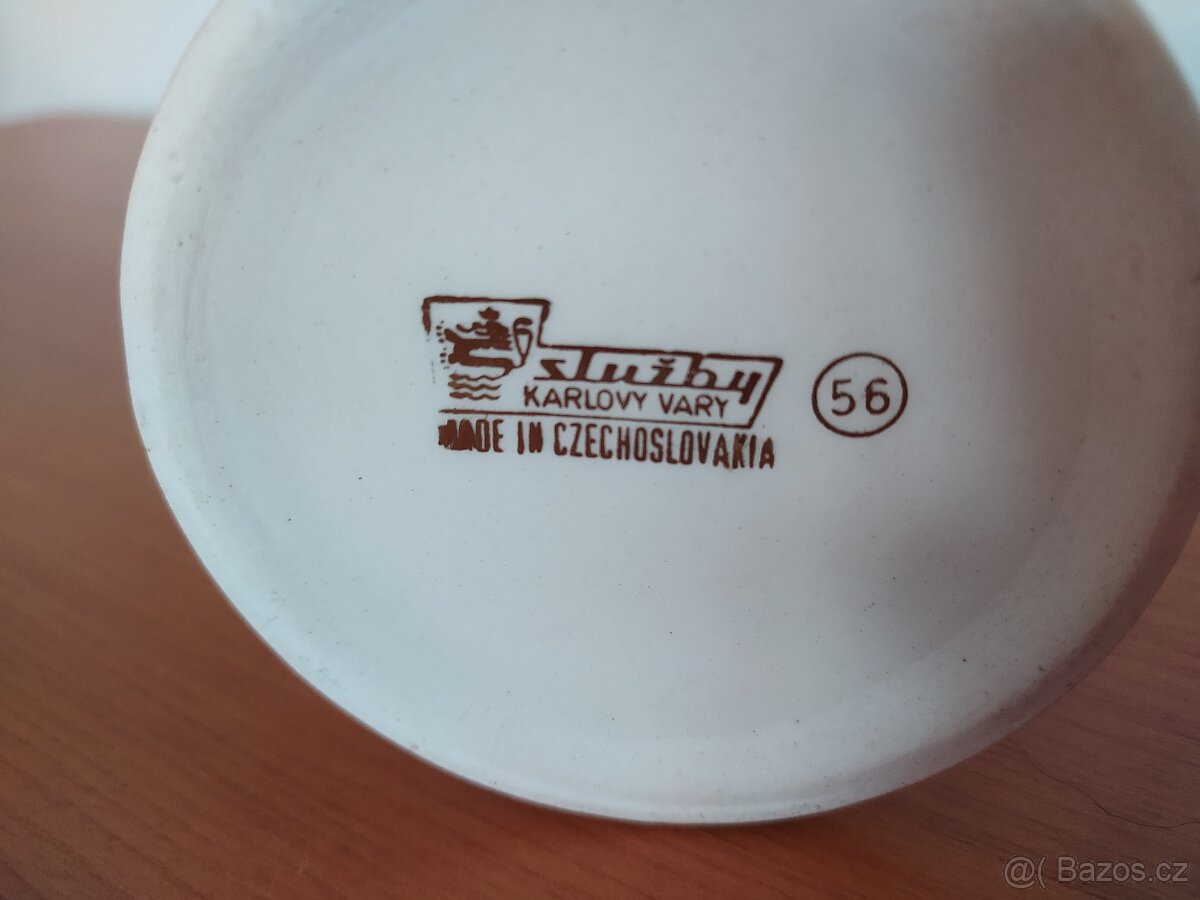 služby
KARLOVY VARY
MADE IN CZECHOSLOVAKIA
56
@( Bazos.cz